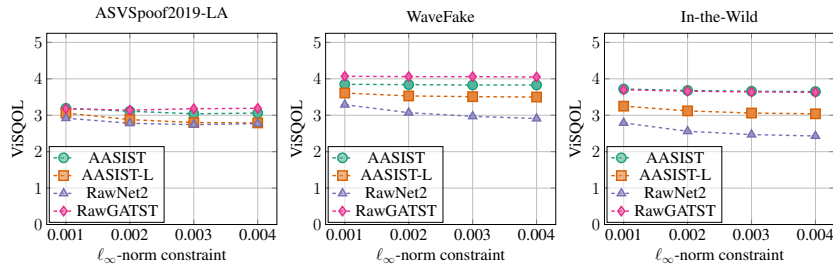 ASVSpoof2019-LA
5
4
3
2
1
0
ViSQOL
AASIST
AASIST-L
RawNet2
RawGATST
0.001 0.002 0.003 0.004
ℓ∞-norm constraint
WaveFake
5
4
3
2
1
0
ViSQOL
AASIST
AASIST-L
RawNet2
RawGATST
0.001 0.002 0.003 0.004
ℓ∞-norm constraint
In-the-Wild
5
4
3
2
1
0
ViSQOL
AASIST
AASIST-L
RawNet2
RawGATST
0.001 0.002 0.003 0.004
ℓ∞-norm constraint